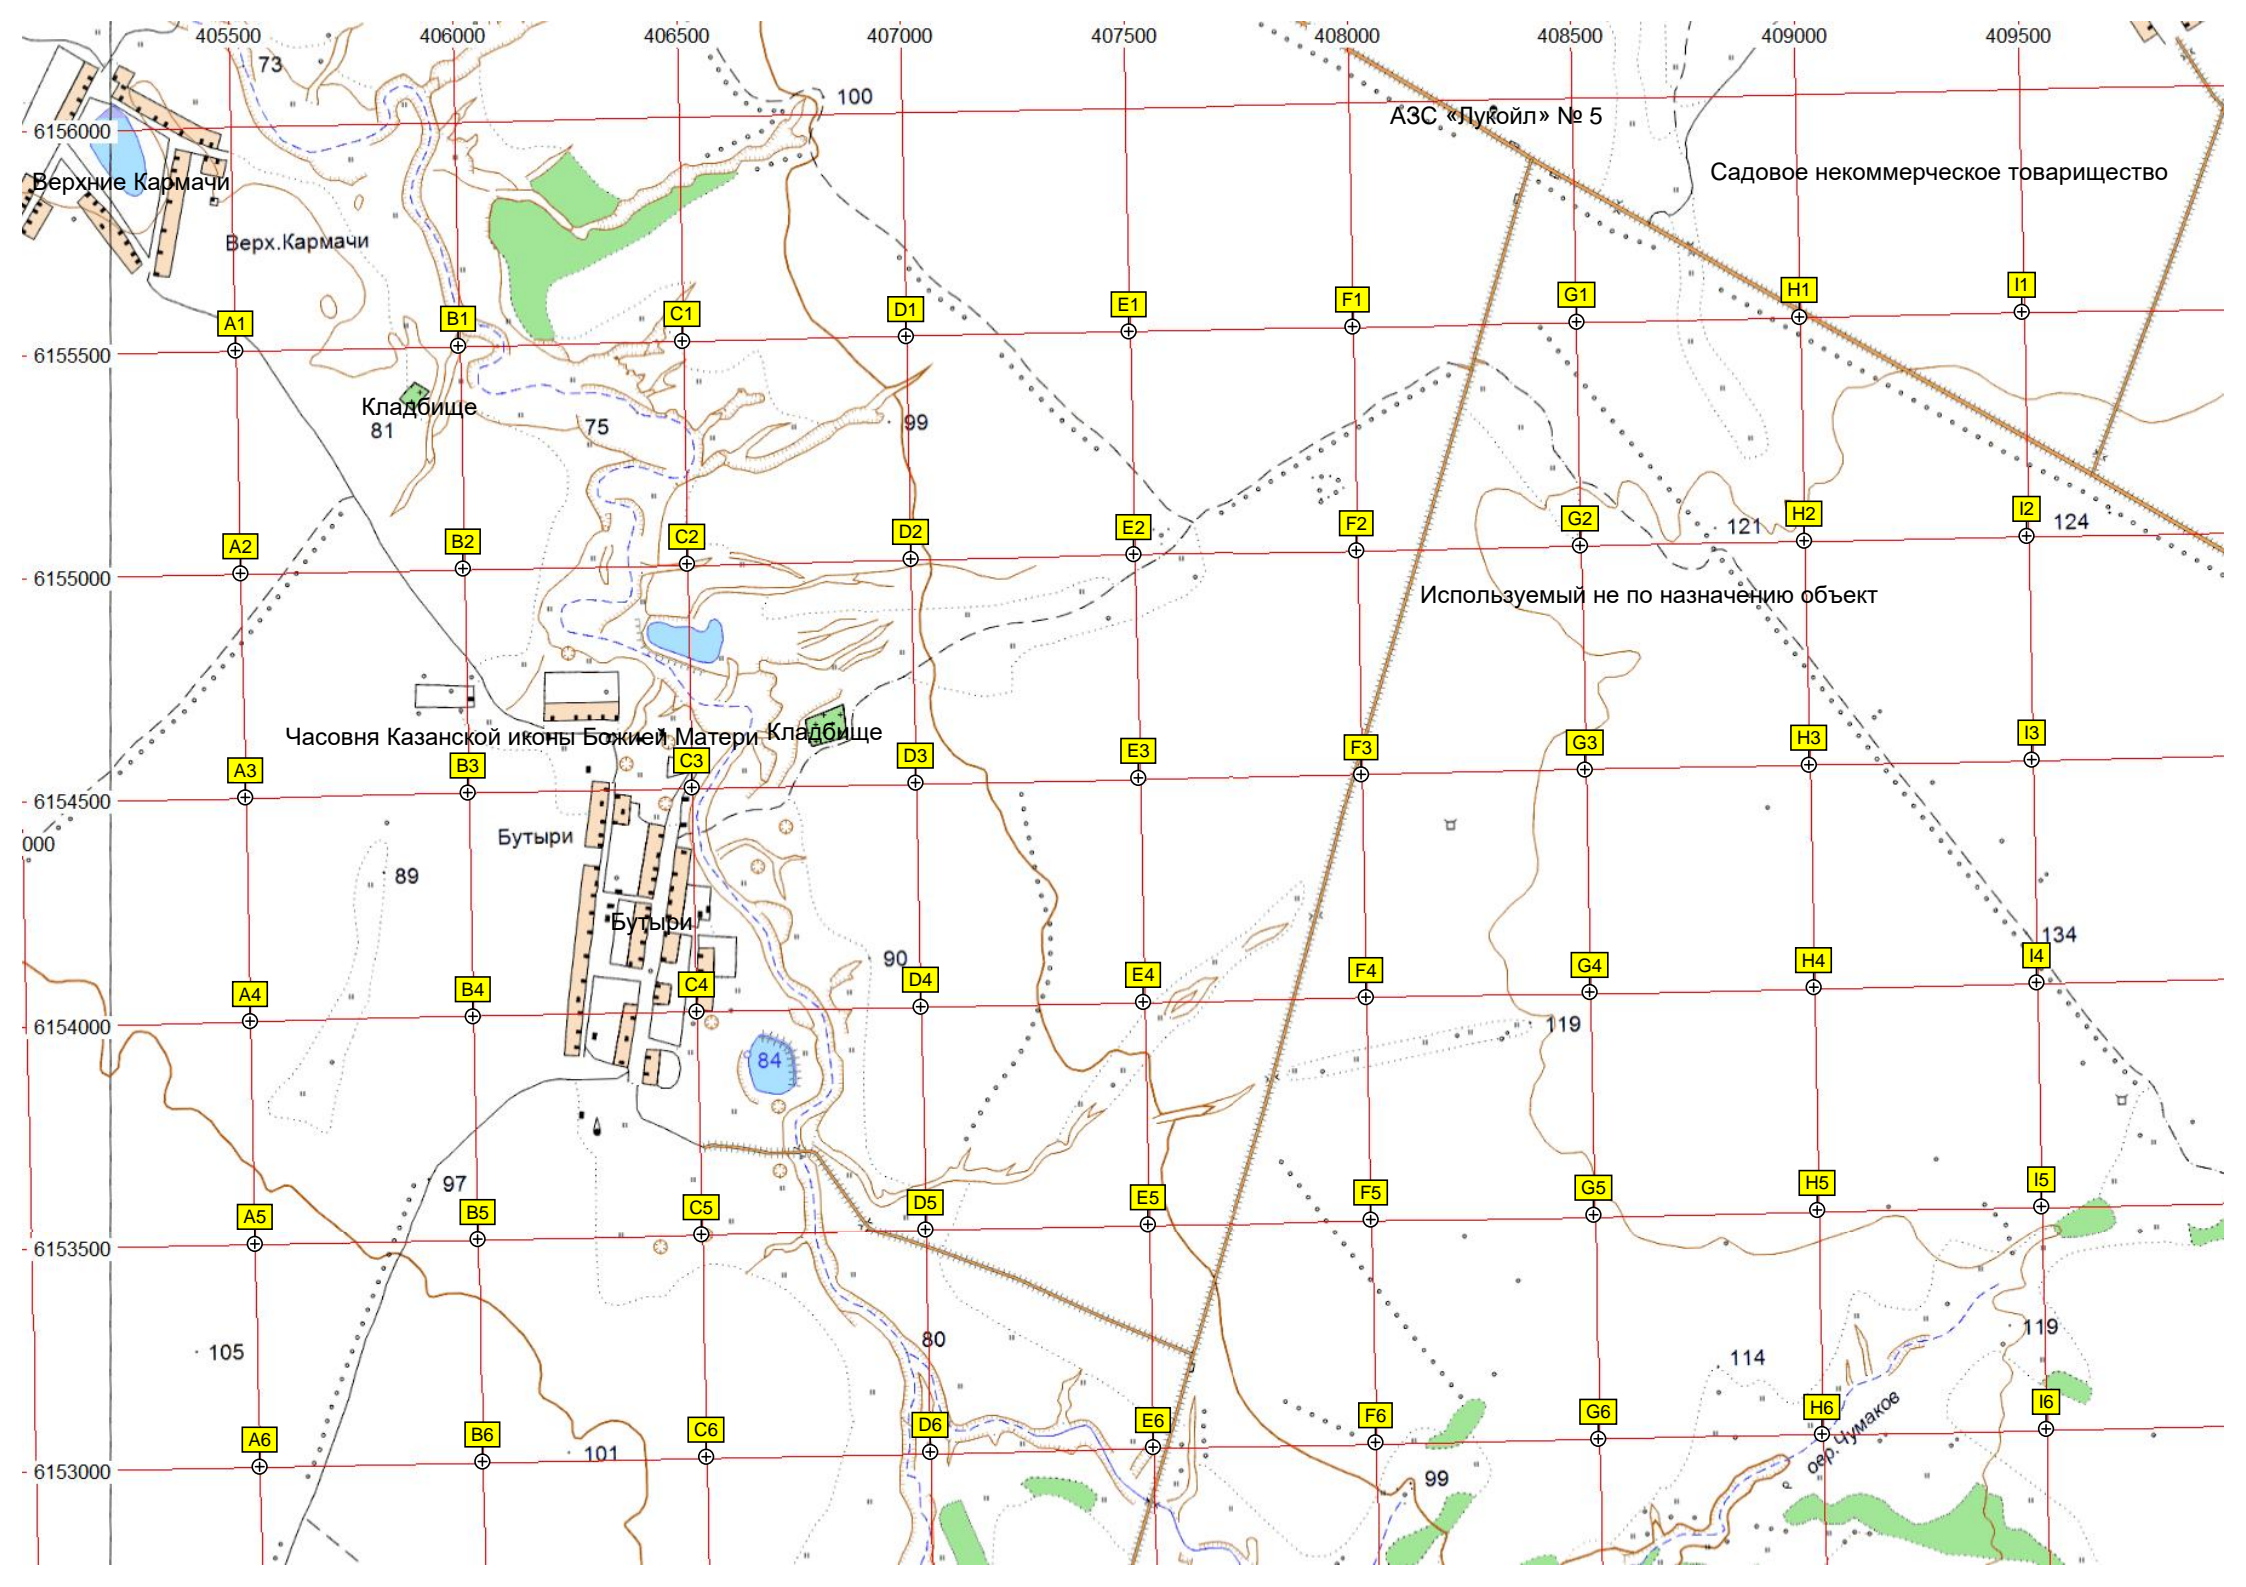 405500 406000 406500 407000 407500 408000 408500 409000 409500
73
100
АЗС «Лукойл» № 5
6156000
Садовое некоммерческое товарищество
Верхние Кармачи
Верх.Кармачи
A1 B1 C1 D1 E1 F1 G1 H1 I1
6155500
Кладбище
81
75
99
A2 B2 C2 D2 E2 F2 G2 H2 I2
121
124
6155000
Используемый не по назначению объект
Часовня Казанской иконы Божией Матери
Кладбище
A3 B3 C3 D3 E3 F3 G3 H3 I3
6154500
000
Бутыри
89
Бутыри
90
134
A4 B4 C4 D4 E4 F4 G4 H4 I4
6154000
119
84
97
A5 B5 C5 D5 E5 F5 G5 H5 I5
6153500
80
119
105
114
A6 B6 C6 D6 E6 F6 G6 H6 I6
овр.Чумаков
101
6153000
99